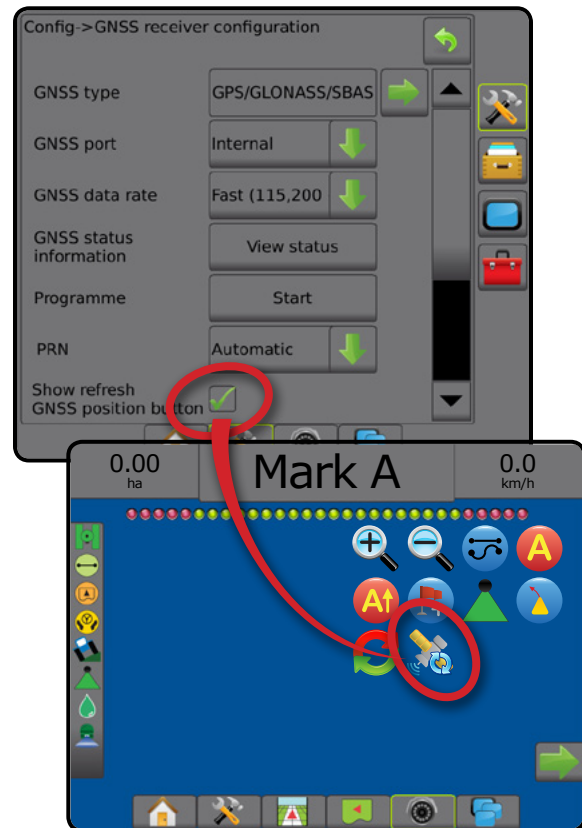 Config->GNSS receiver configuration
GNSS type GPS/GLONASS/SBAS
GNSS port Internal
GNSS data rate Fast (115,200
GNSS status
information View status
Programme Start
PRN Automatic
Show refresh
GNSS position button
0.00 Mark A 0.0
ha km/h
A
A